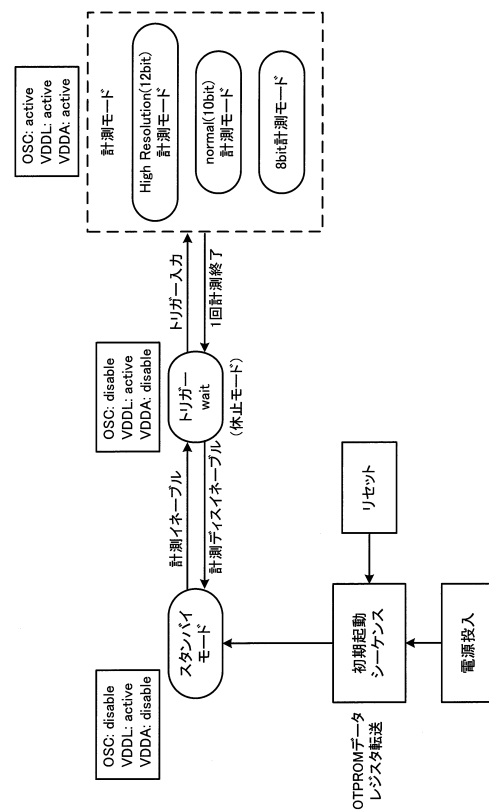 OSC: active
VDDL: active
VDDA: active
計測モード
High Resolution(12bit)
計測モード
normal(10bit)
計測モード
8bit計測モード
トリガー入力
1回計測終了
OSC: disable
VDDL: active
VDDA: disable
トリガー
wait
(休止モード)
計測イネーブル
計測ディスイネーブル
OSC: disable
VDDL: active
VDDA: disable
スタンバイ
モード
リセット
初期起動
シーケンス
OTPROMデータ
レジスタ転送
電源投入